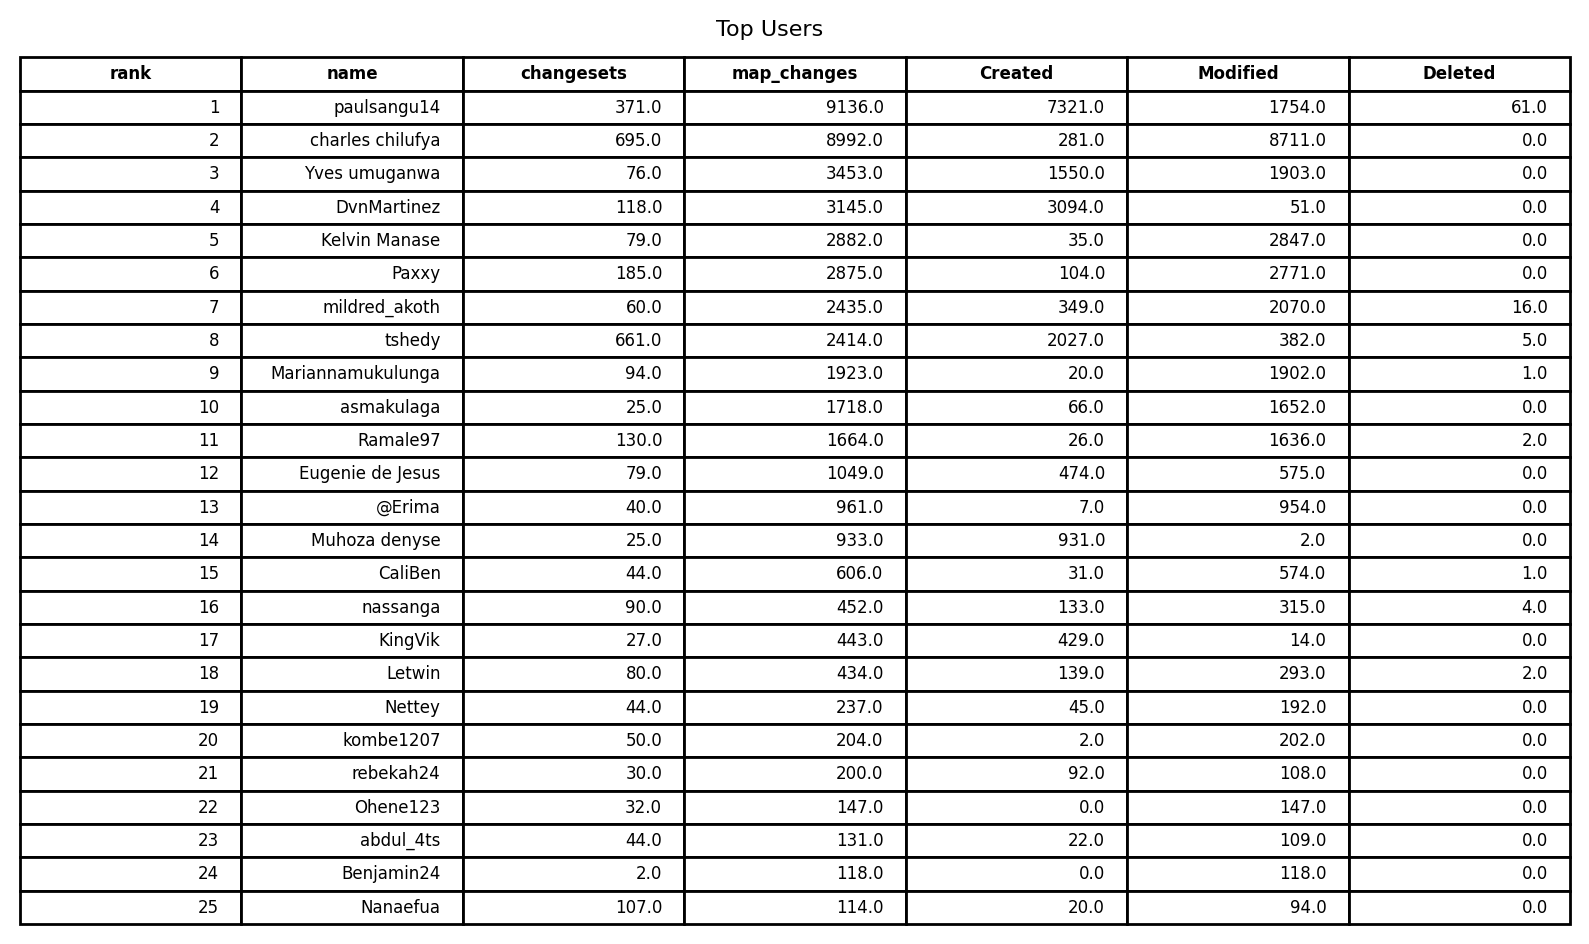 Top Users
rank name changesets map_changes Created Modified Deleted
1 paulsangu14 371.0 9136.0 7321.0 1754.0 61.0
2 charles chilufya 695.0 8992.0 281.0 8711.0 0.0
3 Yves umuganwa 76.0 3453.0 1550.0 1903.0 0.0
4 DvnMartinez 118.0 3145.0 3094.0 51.0 0.0
5 Kelvin Manase 79.0 2882.0 35.0 2847.0 0.0
6 Paxxy 185.0 2875.0 104.0 2771.0 0.0
7 mildred_akoth 60.0 2435.0 349.0 2070.0 16.0
8 tshedy 661.0 2414.0 2027.0 382.0 5.0
9 Mariannamukulunga 94.0 1923.0 20.0 1902.0 1.0
10 asmakulaga 25.0 1718.0 66.0 1652.0 0.0
11 Ramale97 130.0 1664.0 26.0 1636.0 2.0
12 Eugenie de Jesus 79.0 1049.0 474.0 575.0 0.0
13 @Erima 40.0 961.0 7.0 954.0 0.0
14 Muhoza denyse 25.0 933.0 931.0 2.0 0.0
15 CaliBen 44.0 606.0 31.0 574.0 1.0
16 nassanga 90.0 452.0 133.0 315.0 4.0
17 KingVik 27.0 443.0 429.0 14.0 0.0
18 Letwin 80.0 434.0 139.0 293.0 2.0
19 Nettey 44.0 237.0 45.0 192.0 0.0
20 kombe1207 50.0 204.0 2.0 202.0 0.0
21 rebekah24 30.0 200.0 92.0 108.0 0.0
22 Ohene123 32.0 147.0 0.0 147.0 0.0
23 abdul_4ts 44.0 131.0 22.0 109.0 0.0
24 Benjamin24 2.0 118.0 0.0 118.0 0.0
25 Nanaefua 107.0 114.0 20.0 94.0 0.0